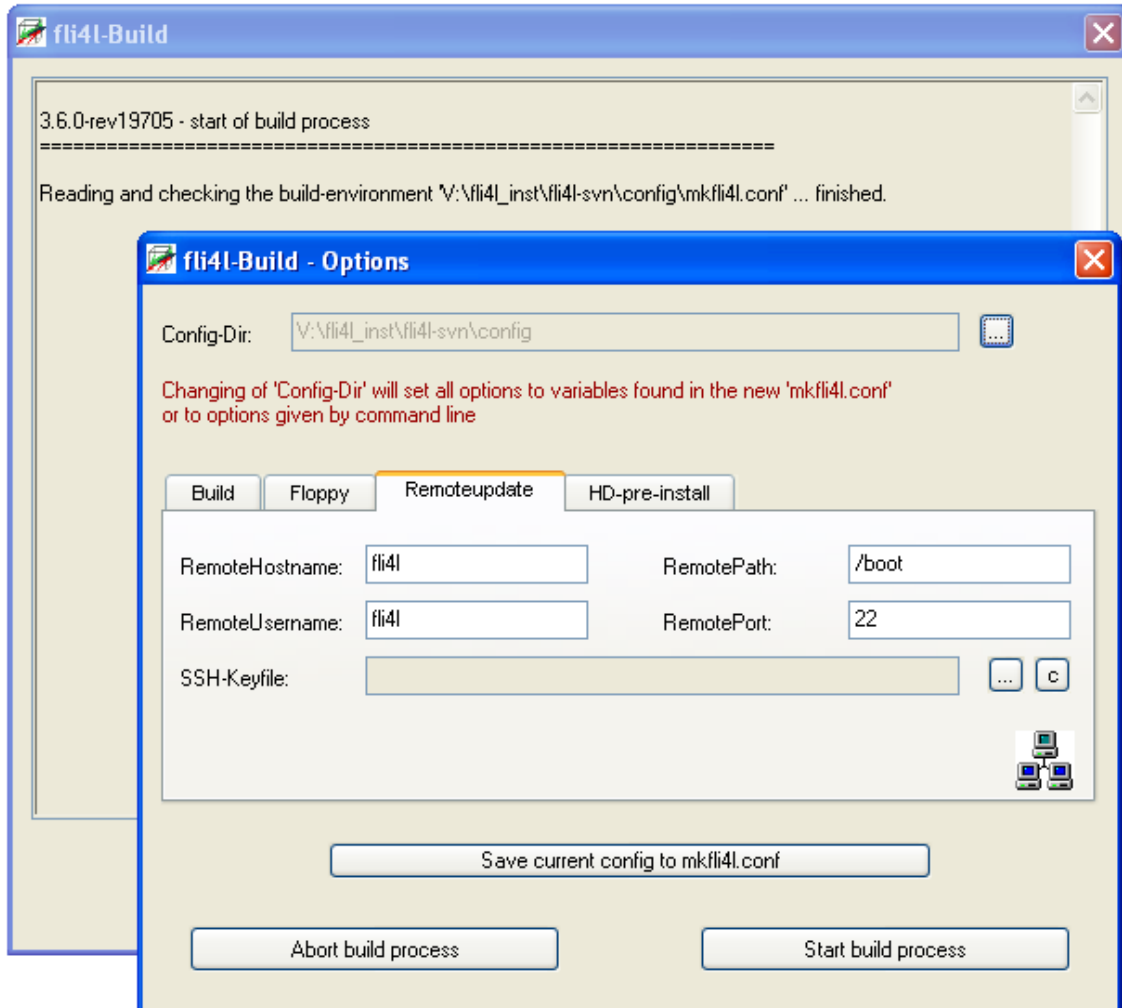 fli4l-Build
3.6.0-rev19705 - start of build process
==================================================================
Reading and checking the build-environment 'V:\fli4l_inst\fli4l-svn\config\mkfli4l.conf' ... finished.
fli4l-Build - Options
Config-Dir: V:\fli4l_inst\fli4l-svn\config ...
Changing of 'Config-Dir' will set all options to variables found in the new 'mkfli4l.conf'
or to options given by command line
Build Floppy Remoteupdate HD-pre-install
RemoteHostname: fli4l RemotePath: /boot
RemoteUsername: fli4l RemotePort: 22
SSH-Keyfile: ... c
Save current config to mkfli4l.conf
Abort build process Start build process